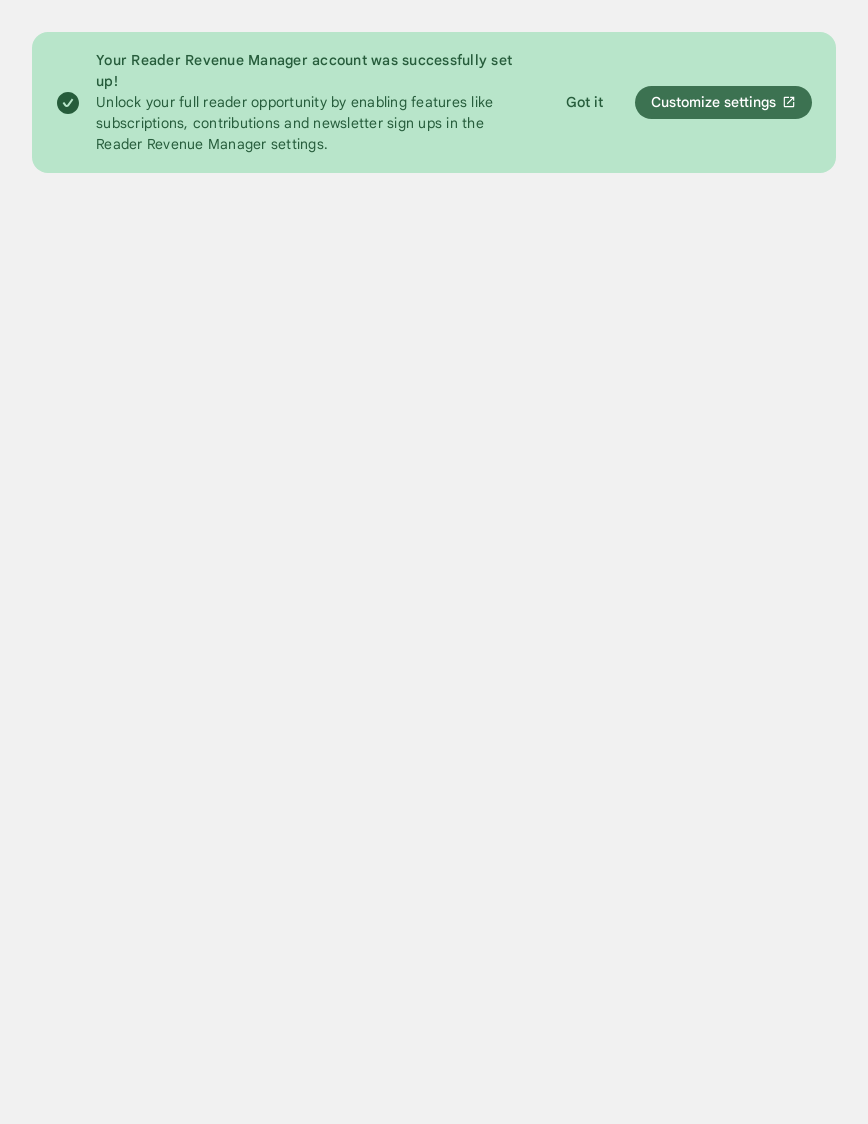 Your Reader Revenue Manager account was successfully set
up!
Unlock your full reader opportunity by enabling features like
subscriptions, contributions and newsletter sign ups in the
Reader Revenue Manager settings.
Got it
Customize settings